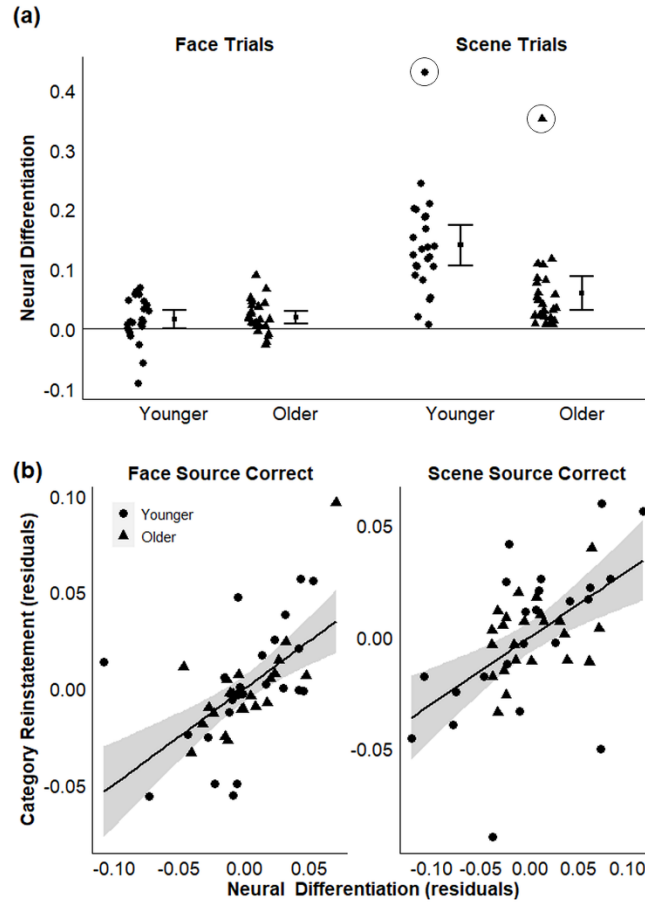 (a)
Face Trials Scene Trials
Neural Differentiation
0.4
0.3
0.2
0.1
0.0
-0.1
Younger Older Younger Older
(b)
Face Source Correct Scene Source Correct
Category Reinstatement (residuals)
0.10
0.05
0.00
-0.05
Younger
Older
0.05
0.00
-0.05
-0.10 -0.05 0.00 0.05 -0.10 -0.05 0.00 0.05 0.10
Neural Differentiation (residuals)